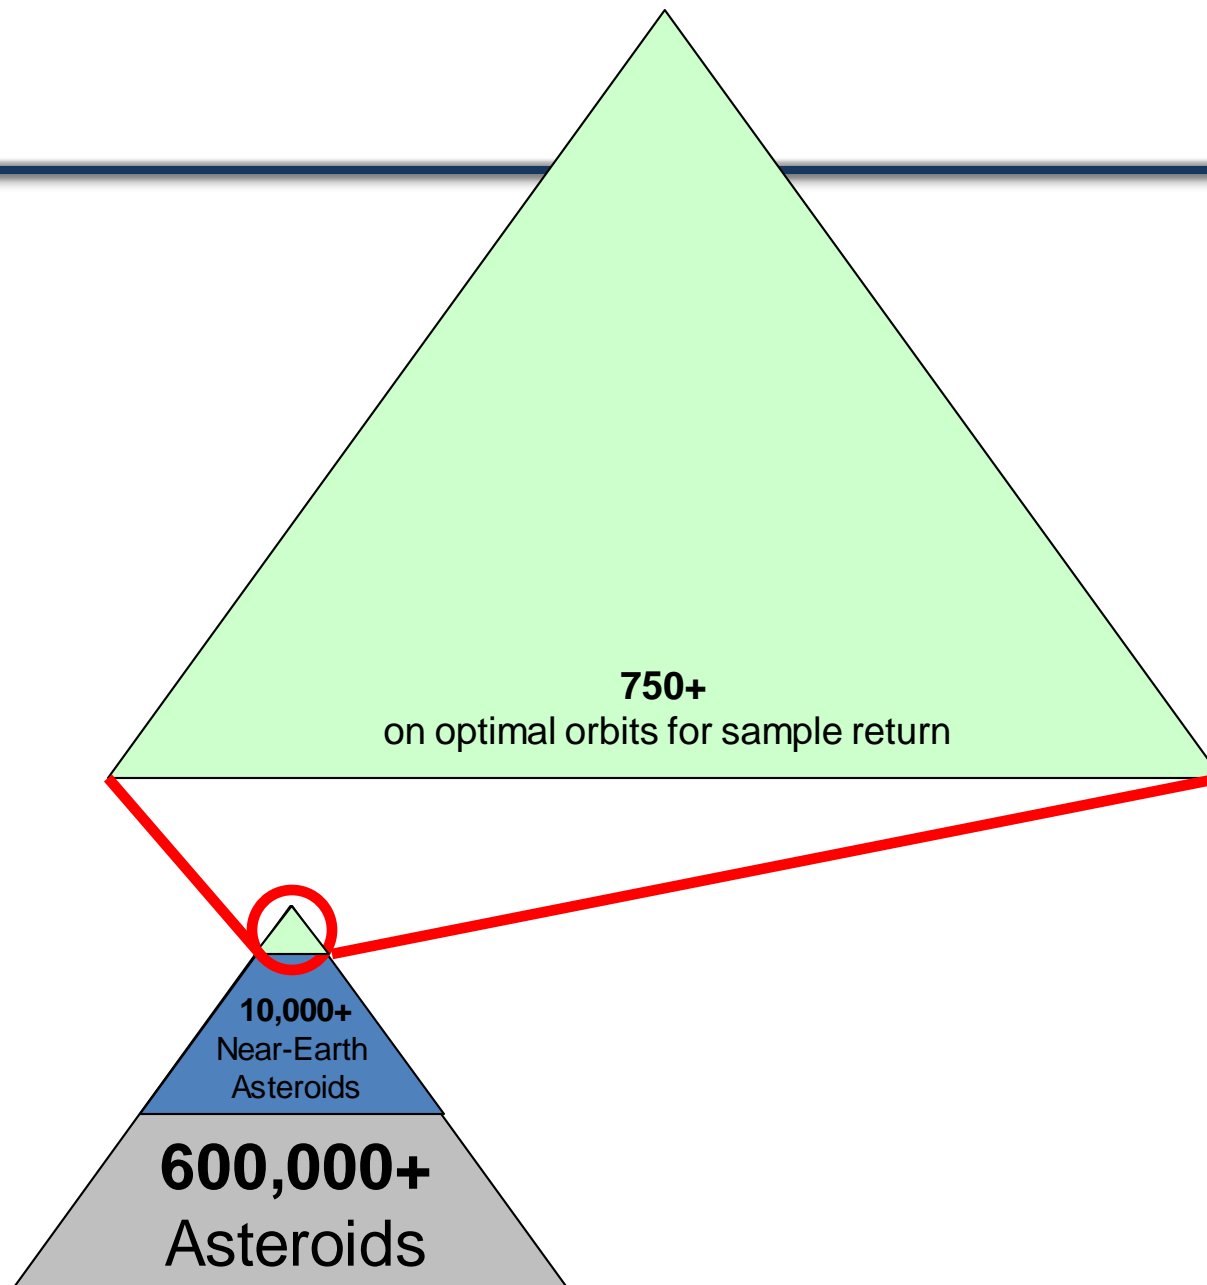 750+
on optimal orbits for sample return
10,000+
Near-Earth
Asteroids
600,000+
Asteroids